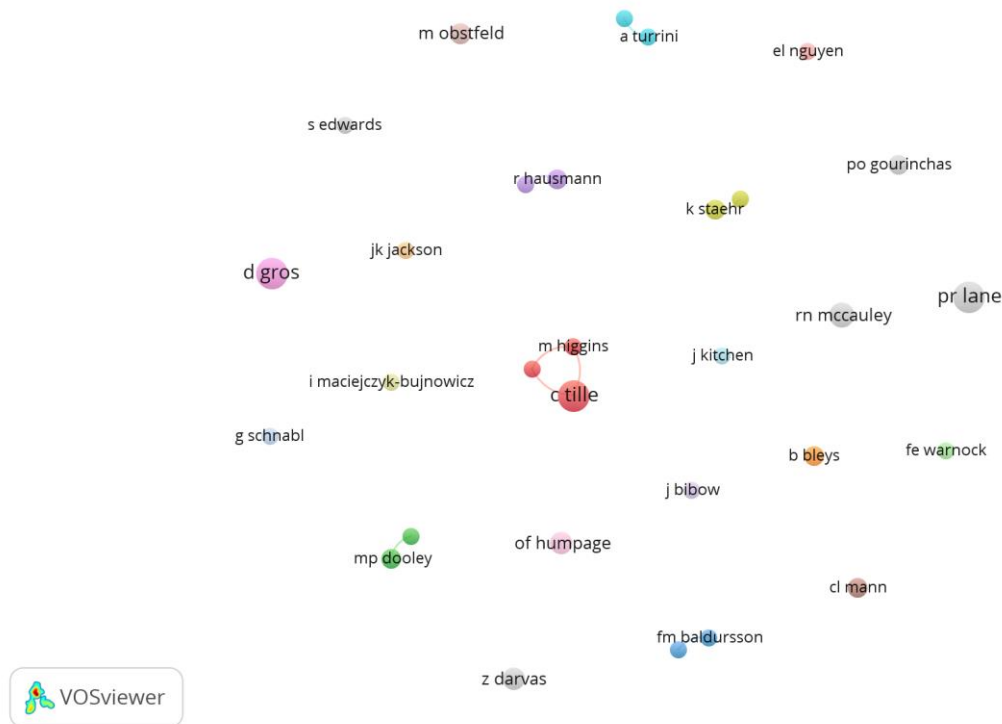 m obstfeld
a turrini
el nguyen
s edwards
po gourinchas
r hausmann
k staehr
jk jackson
d gros
pr lane
rn mccauley
m higgins
j kitchen
i maciejczyk-bujnowicz
c tille
g schnabl
b bleys
fe warnock
j bibow
of humpage
mp dooley
cl mann
fm baldursson
z darvas
VOSviewer